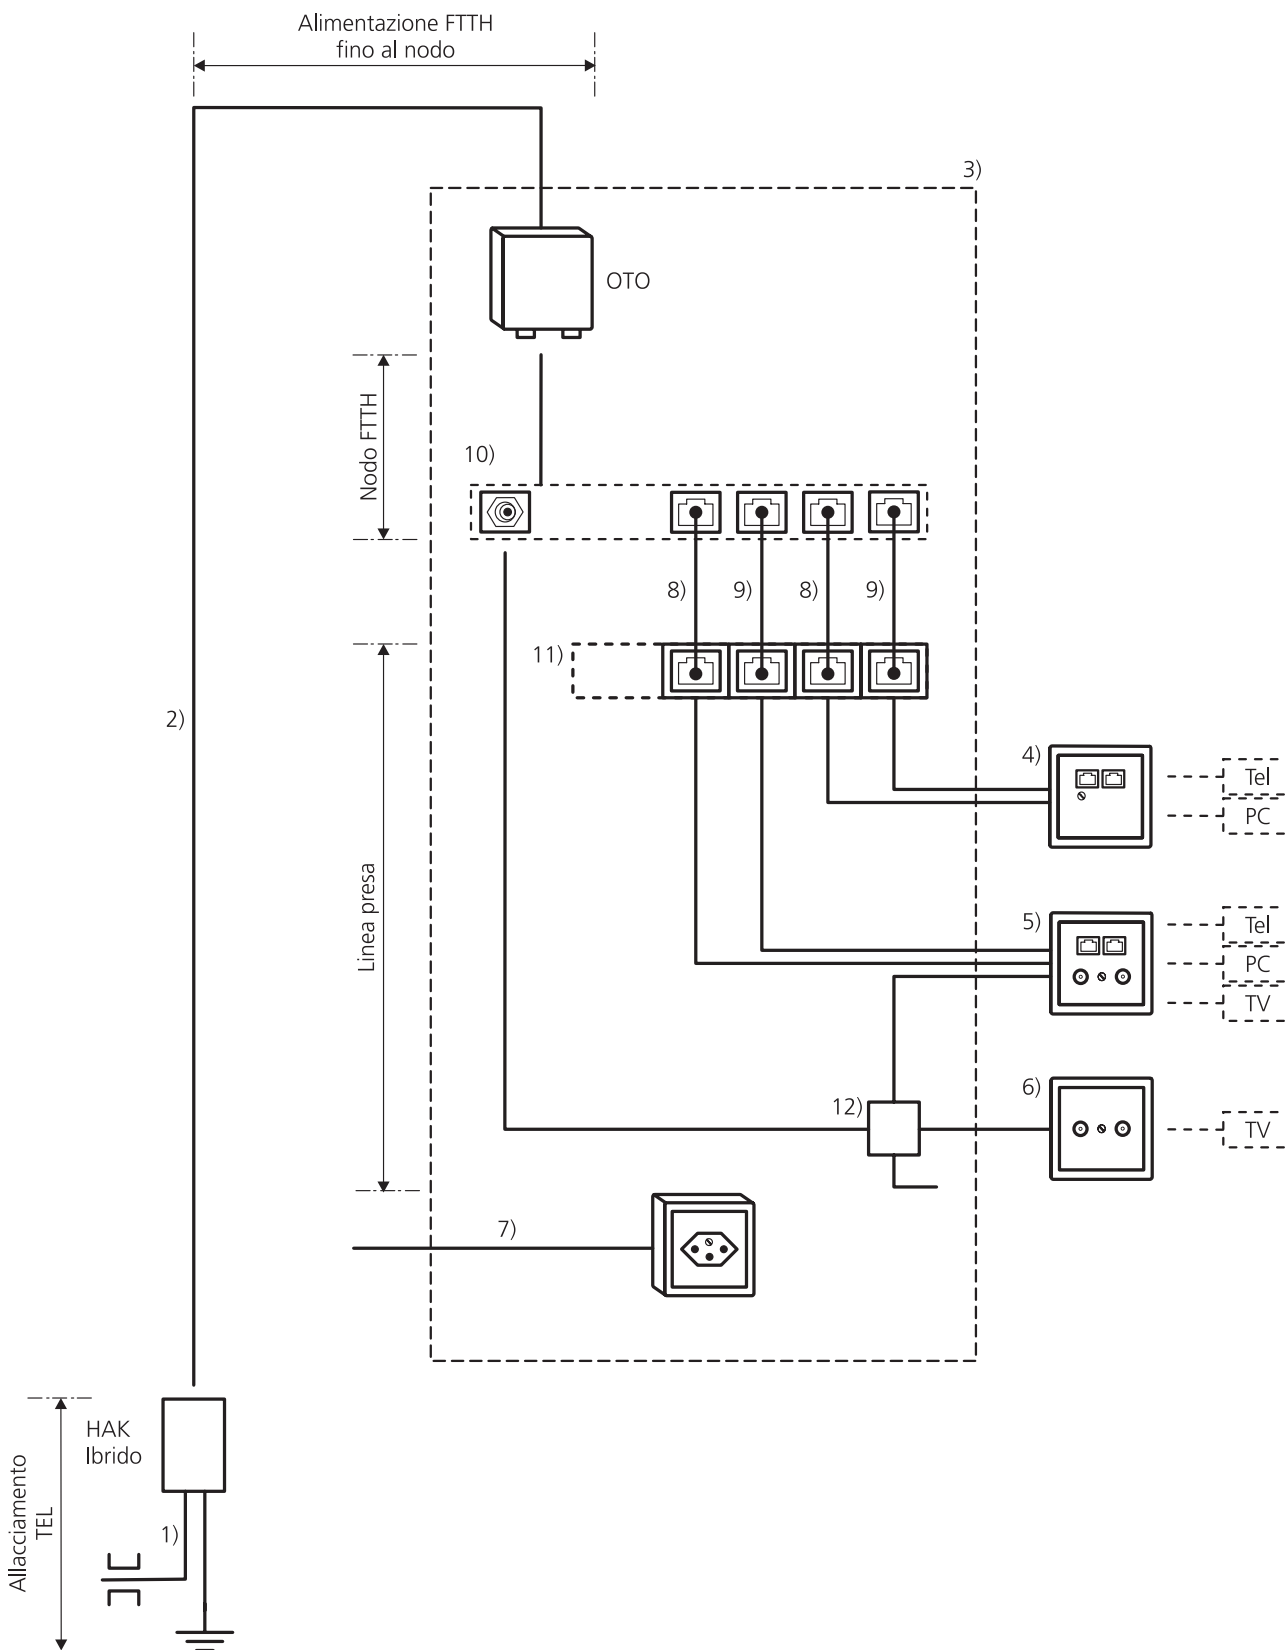 Alimentazione FTTH
fino al nodo
3)
OTO
Nodo FTTH
10)
8)
9)
8)
9)
11)
2)
4)
Tel
PC
Linea presa
5)
Tel
PC
TV
12)
6)
TV
7)
HAK
Ibrido
Allacciamento
TEL
1)